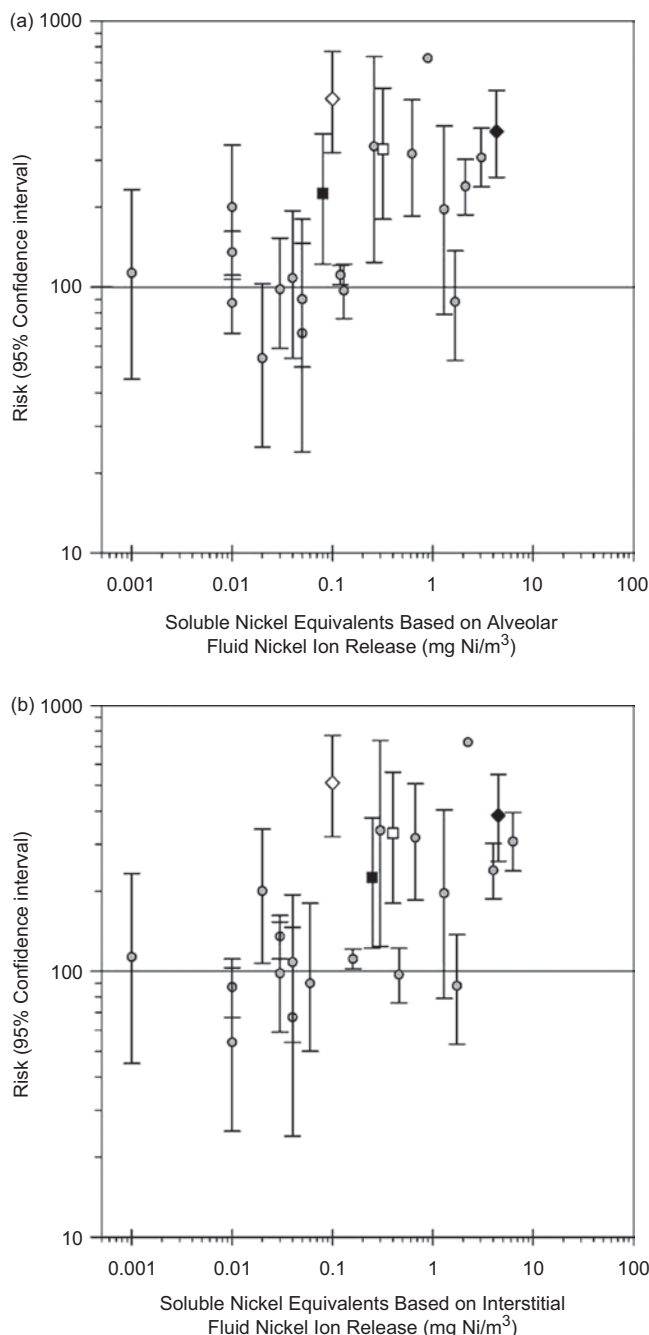 (a)
1000
100
10
Risk (95% Confidence interval)
0.001 0.01 0.1 1 10 100
Soluble Nickel Equivalents Based on Alveolar
Fluid Nickel Ion Release (mg Ni/m³)
(b)
1000
100
10
Risk (95% Confidence interval)
0.001 0.01 0.1 1 10 100
Soluble Nickel Equivalents Based on Interstitial
Fluid Nickel Ion Release (mg Ni/m³)